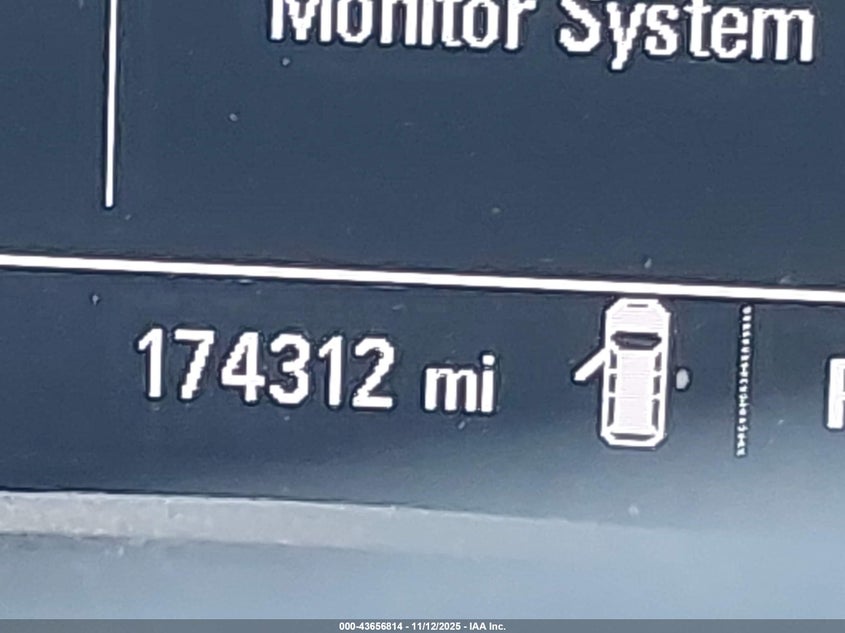 Monitor System
174312 mi
000-43656814 - 11/12/2025 - IAA Inc.